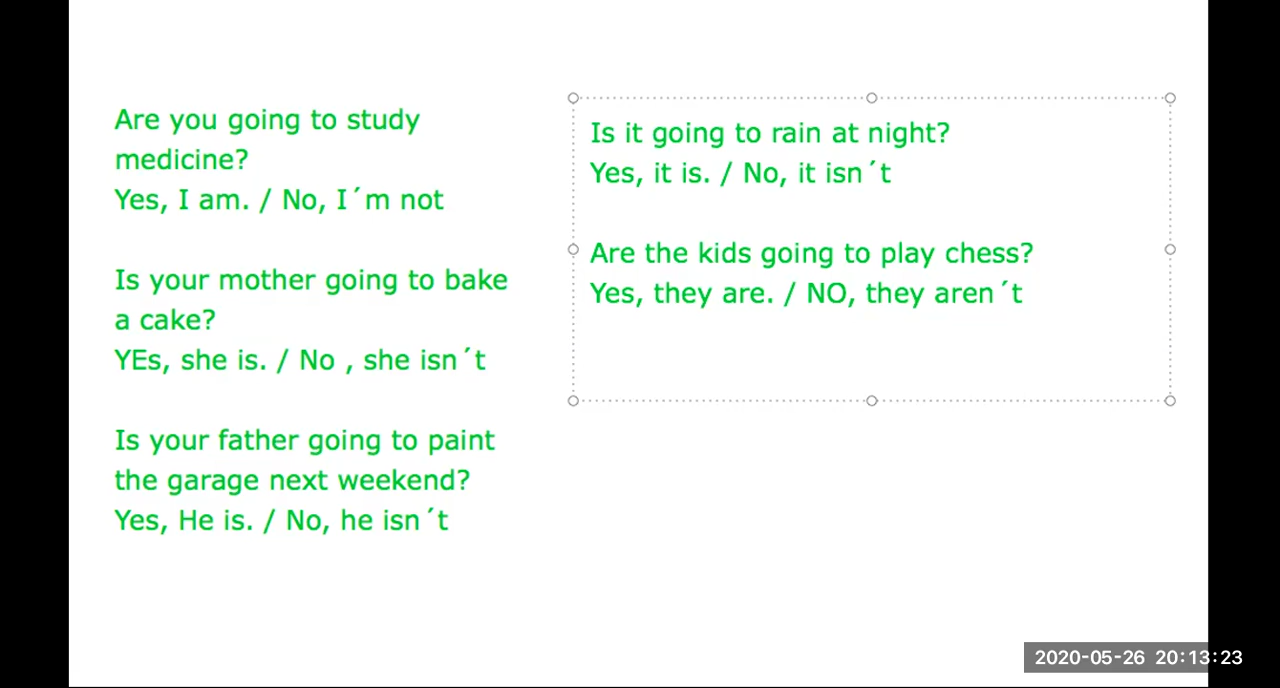 Are you going to study
medicine?
Yes, I am. / No, I´m not
Is your mother going to bake
a cake?
YEs, she is. / No , she isn´t
Is your father going to paint
the garage next weekend?
Yes, He is. / No, he isn´t
Is it going to rain at night?
Yes, it is. / No, it isn´t
Are the kids going to play chess?
Yes, they are. / NO, they aren´t
2020-05-26 20:13:23